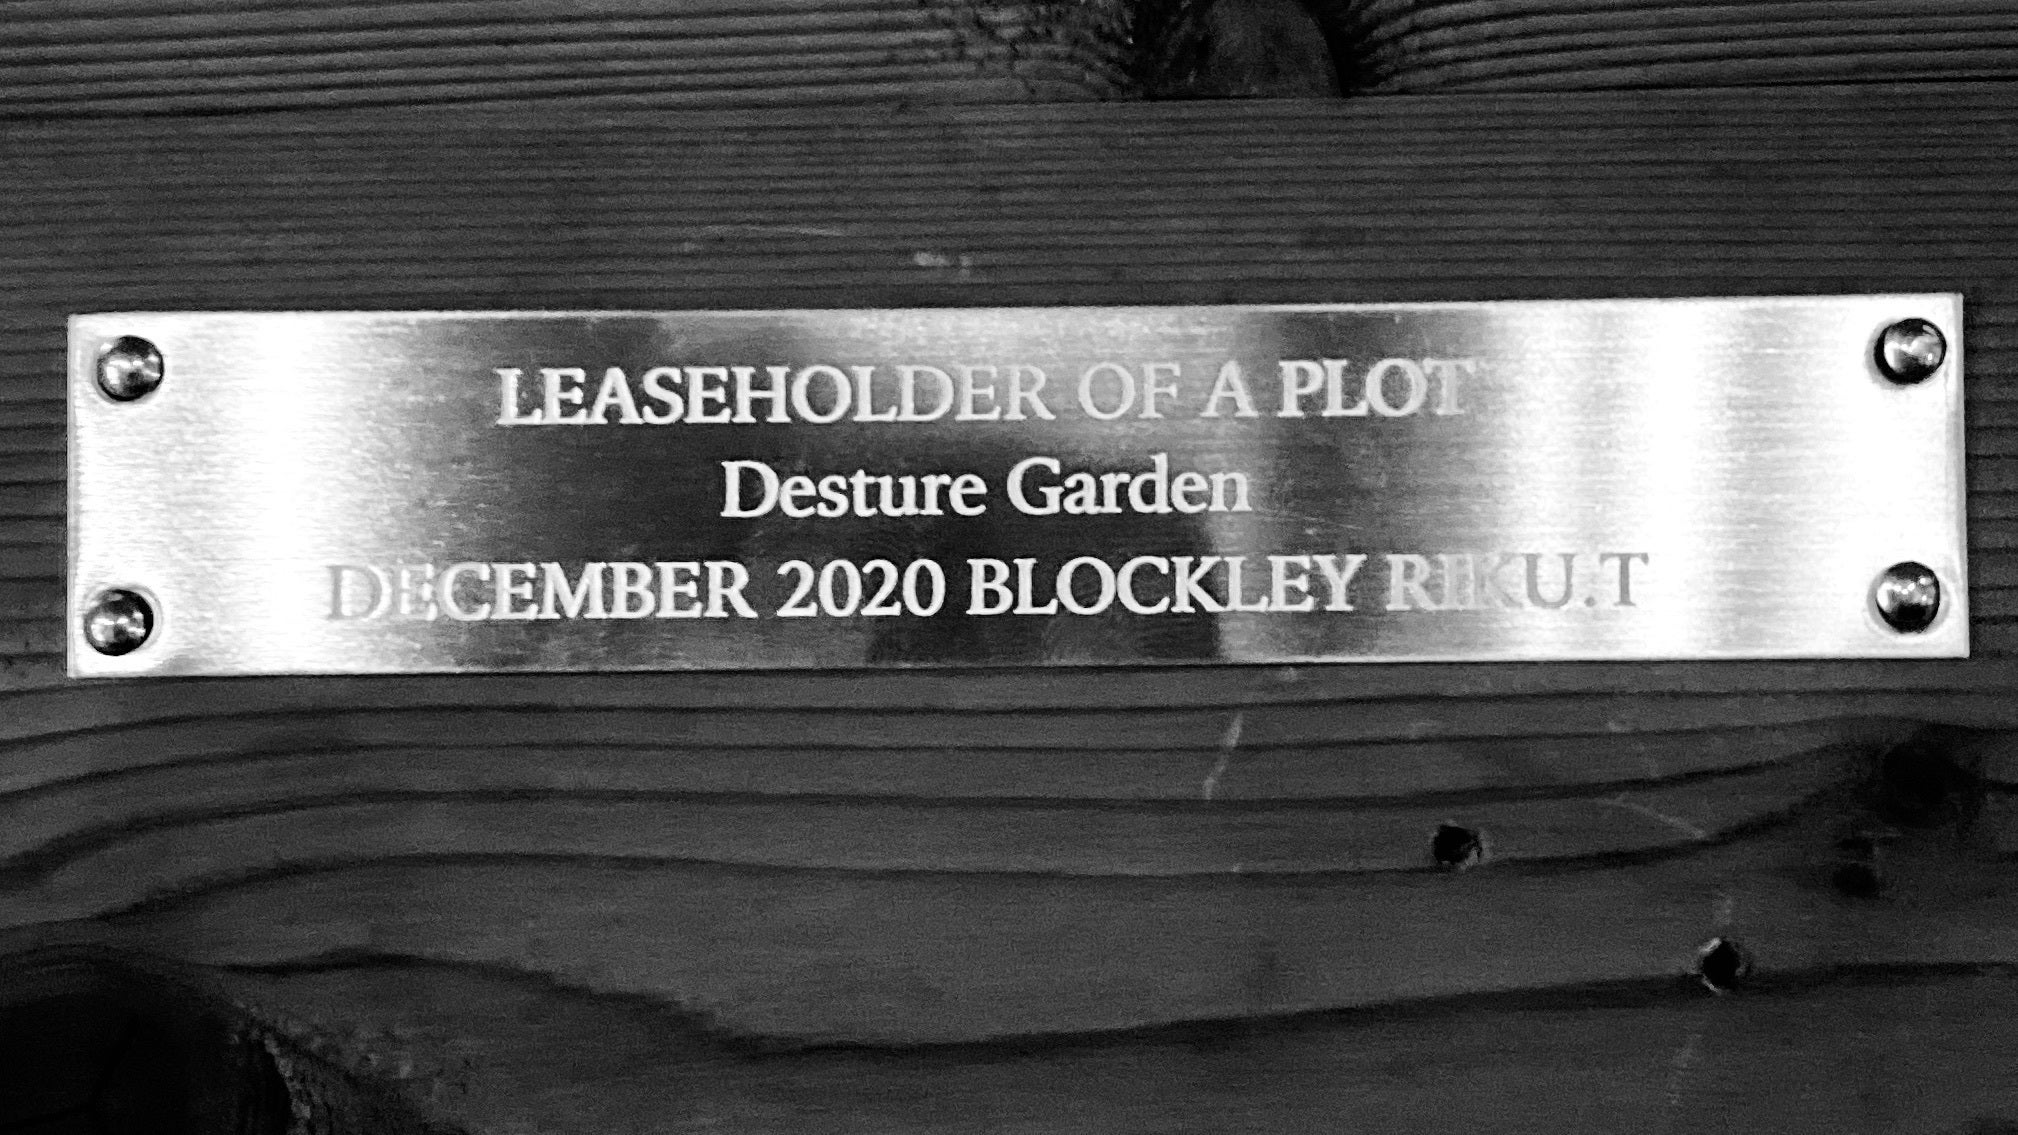 LEASEHOLDER OF A PLOT
Desture Garden
DECEMBER 2020 BLOCKLEY RIKU.T